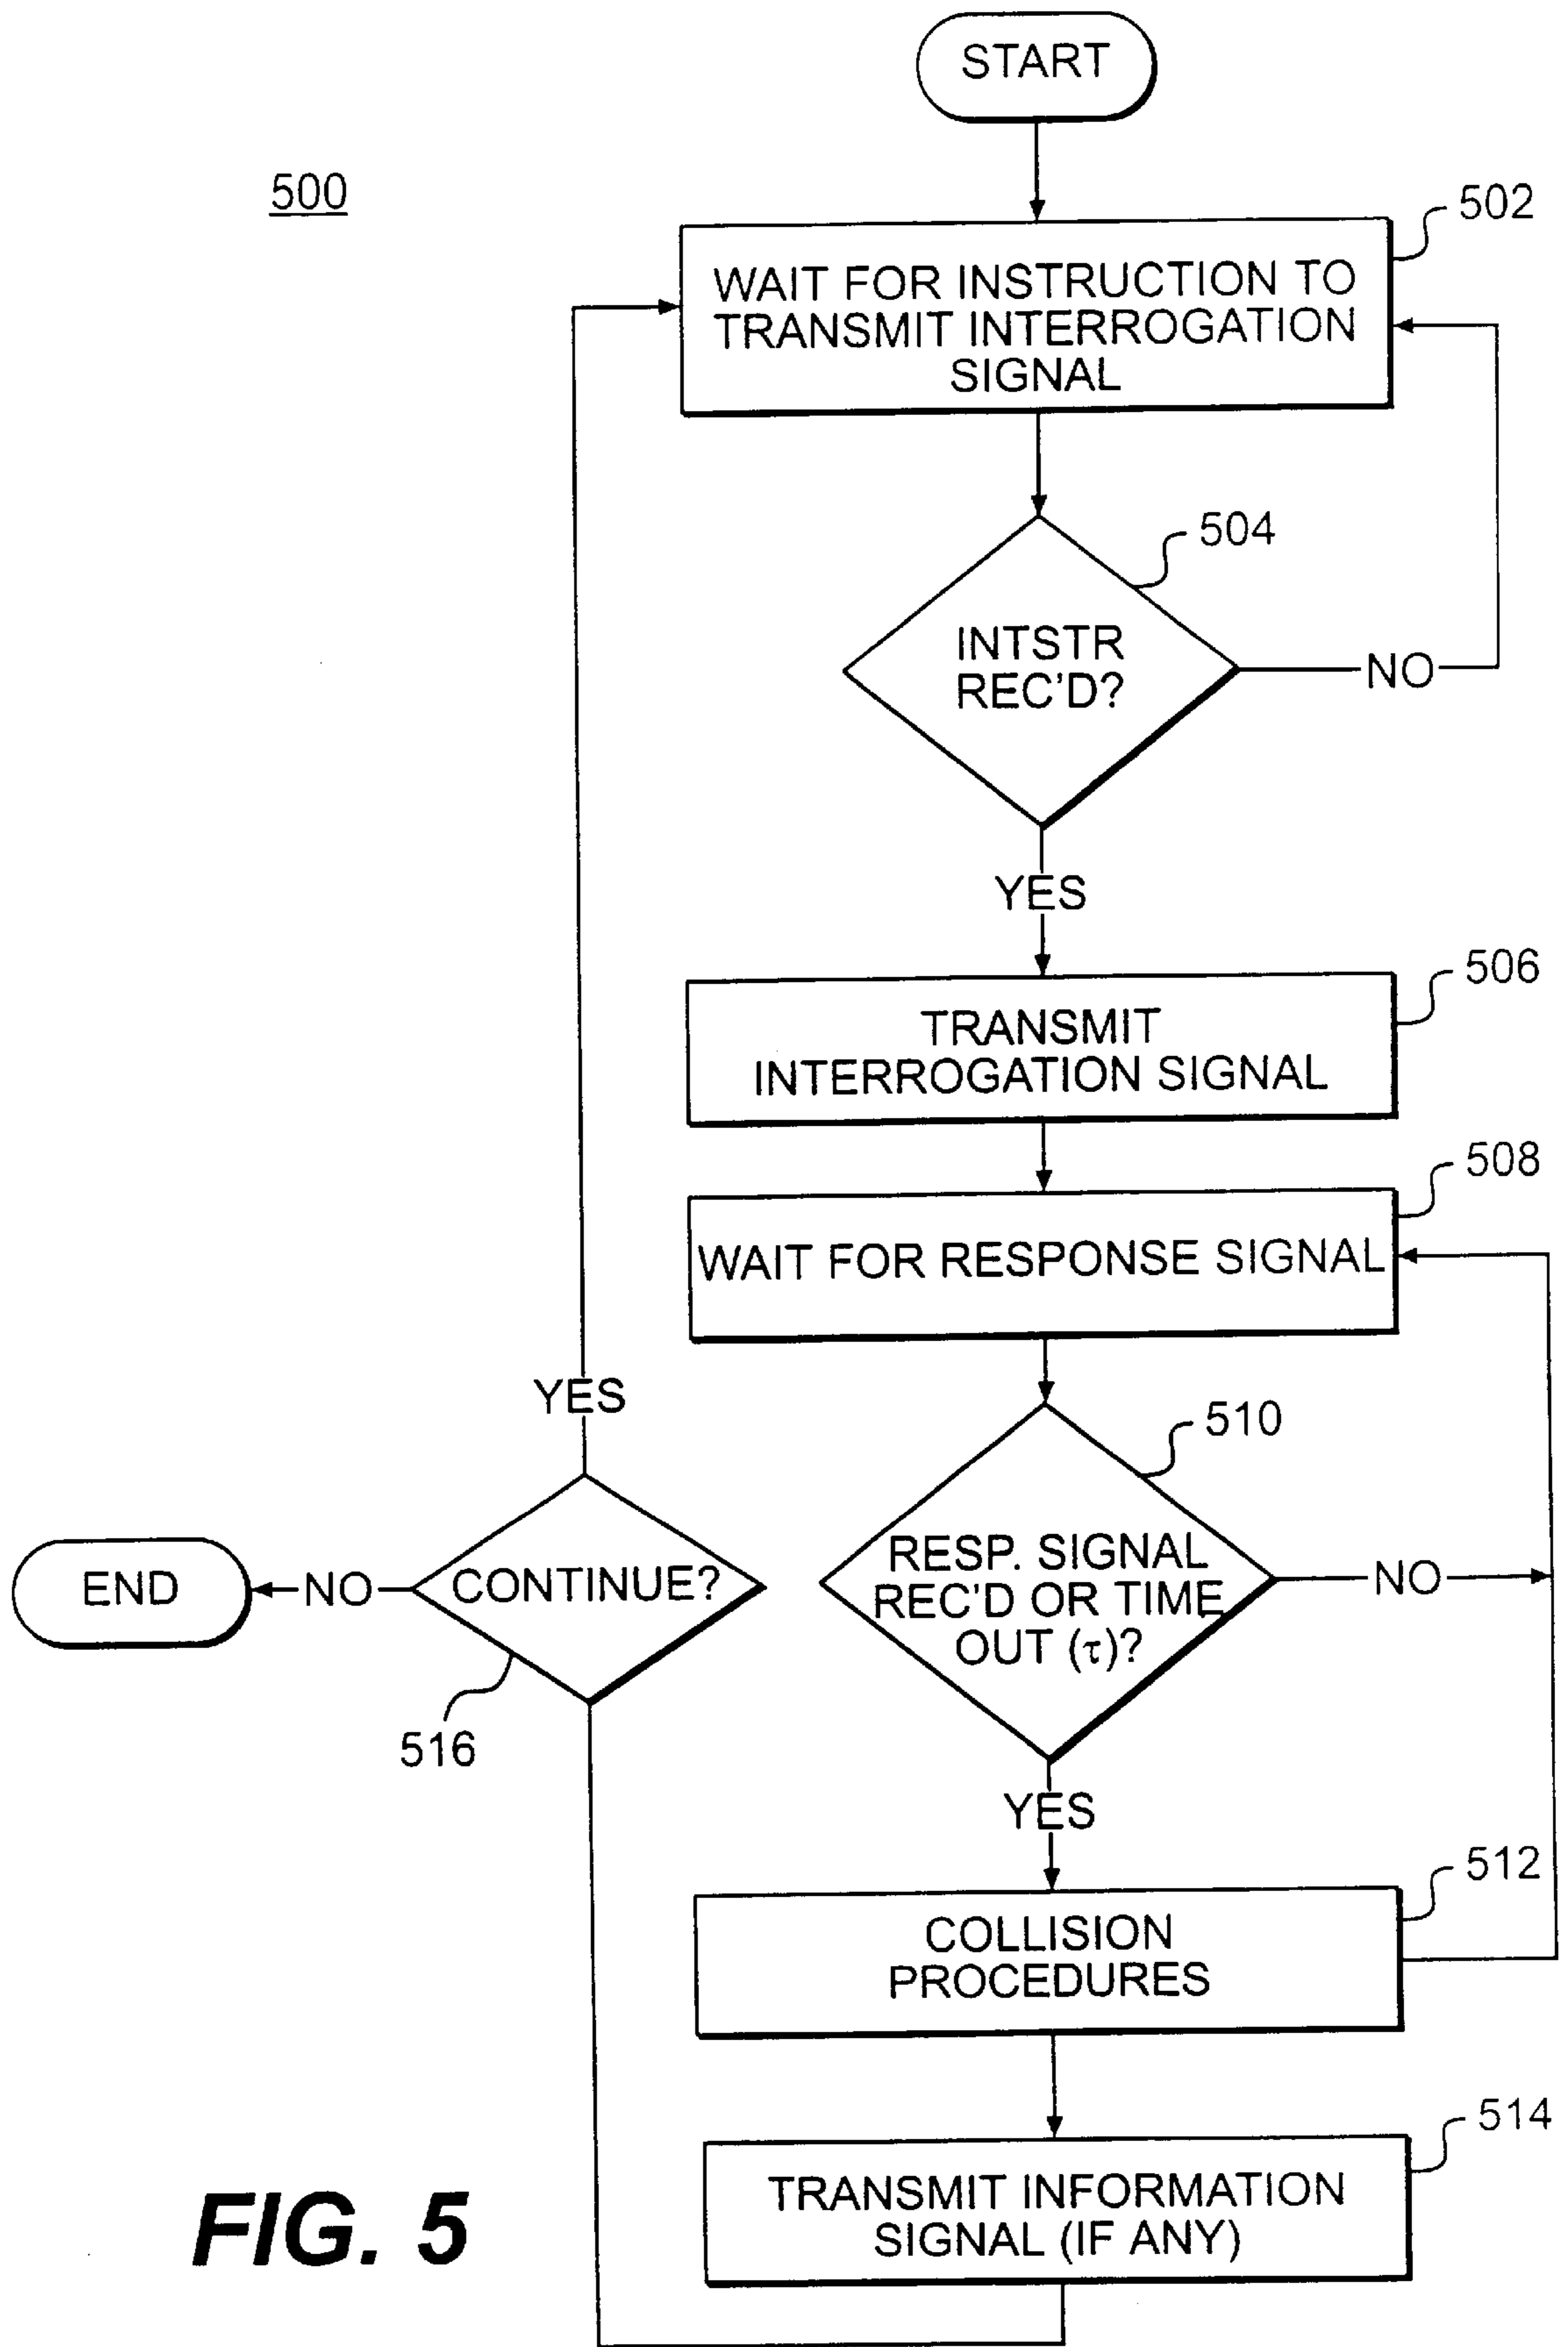 START
500
502
WAIT FOR INSTRUCTION TO
TRANSMIT INTERROGATION
SIGNAL
504
INTSTR
REC'D?
NO
YES
506
TRANSMIT
INTERROGATION SIGNAL
508
WAIT FOR RESPONSE SIGNAL
YES
510
RESP. SIGNAL
REC'D OR TIME
OUT (τ)?
NO
END
NO
CONTINUE?
516
YES
512
COLLISION
PROCEDURES
514
TRANSMIT INFORMATION
SIGNAL (IF ANY)
FIG. 5